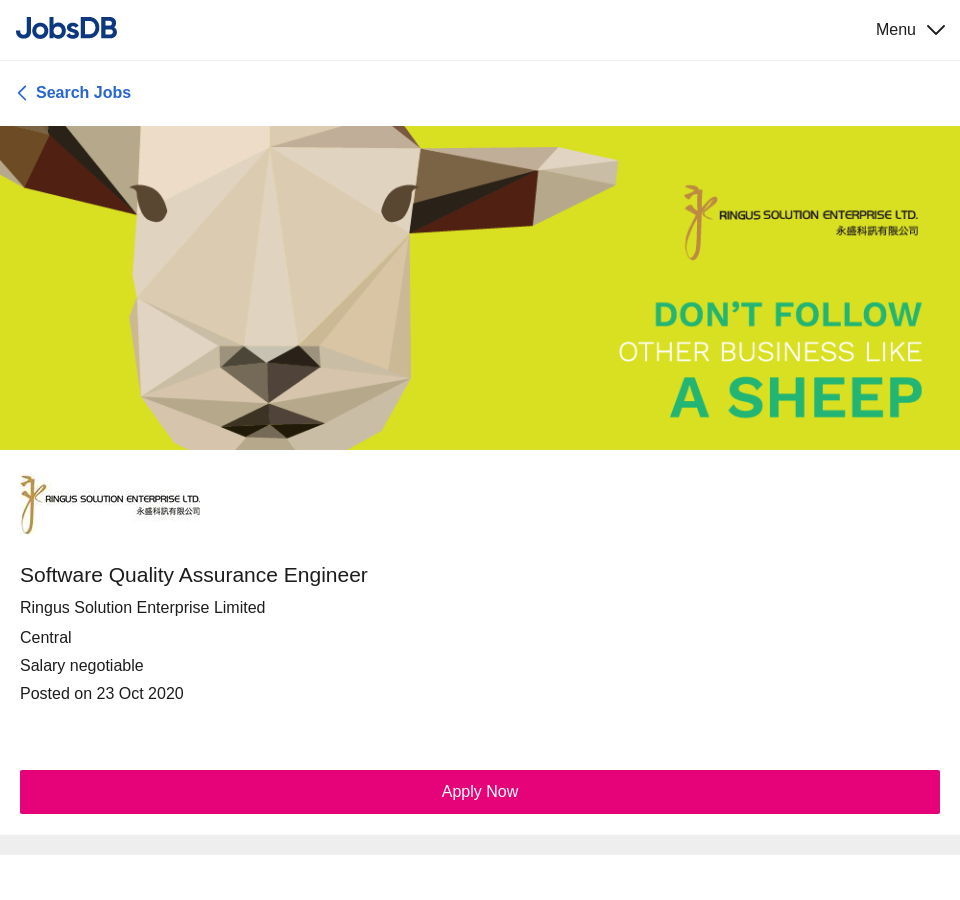 JobsDB
Menu
Search Jobs
RINGUS SOLUTION ENTERPRISE LTD.
永盛科訊有限公司
DON'T FOLLOW
OTHER BUSINESS LIKE
A SHEEP
RINGUS SOLUTION ENTERPRISE LTD.
永盛科訊有限公司
Software Quality Assurance Engineer
Ringus Solution Enterprise Limited
Central
Salary negotiable
Posted on 23 Oct 2020
Apply Now